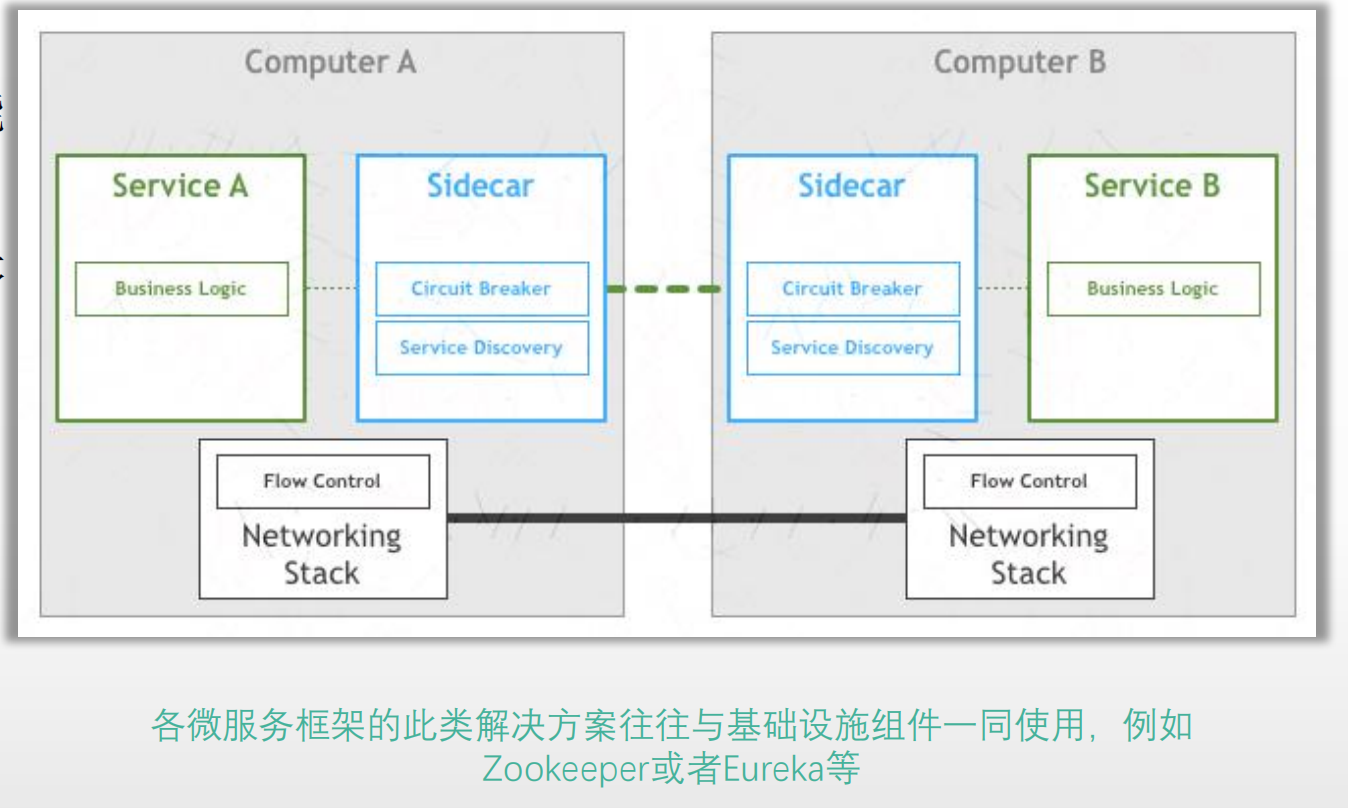 Computer A
Computer B
Service A
Sidecar
Sidecar
Service B
Business Logic
Circuit Breaker
Circuit Breaker
Business Logic
Service Discovery
Service Discovery
Flow Control
Flow Control
Networking
Stack
Networking
Stack
各微服务框架的此类解决方案往往与基础设施组件一同使用，例如
Zookeeper或者Eureka等